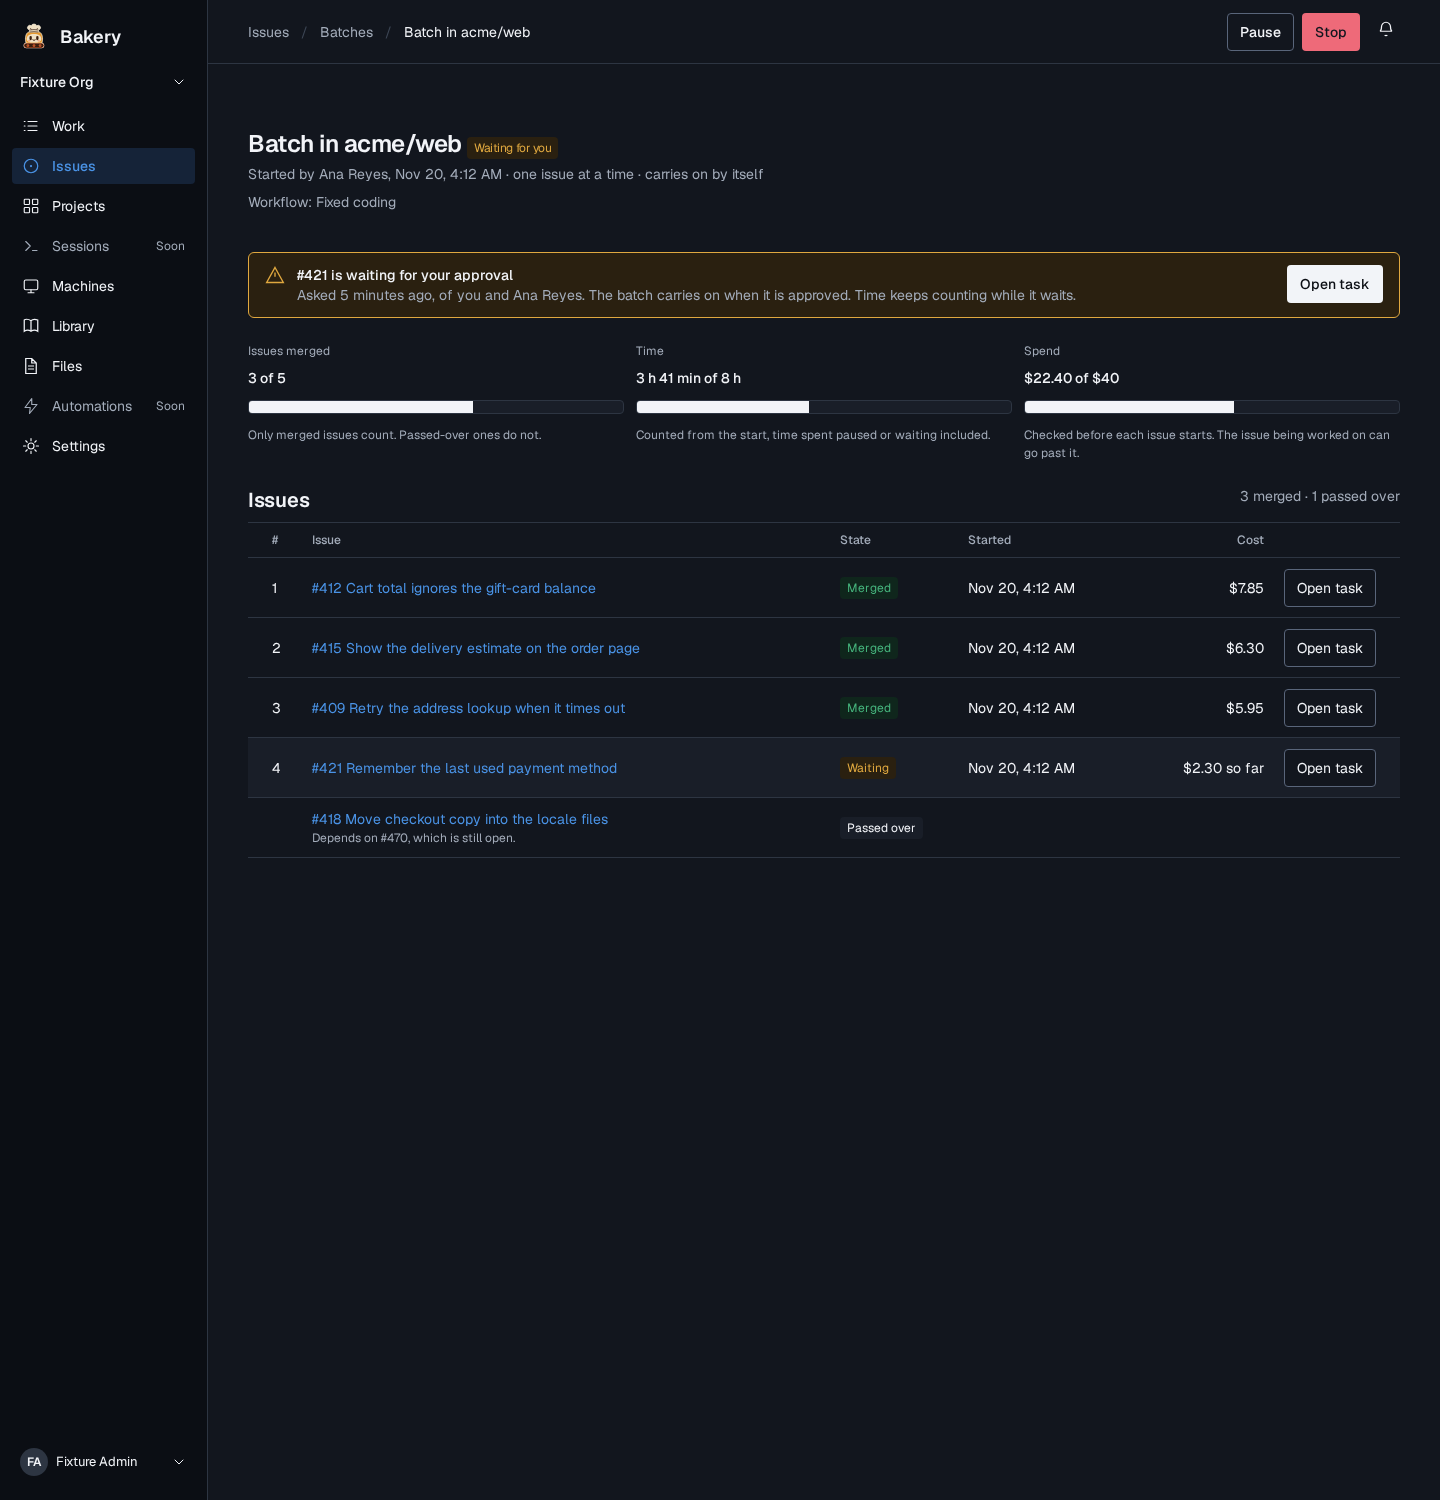 Bakery
Fixture Org
Work
Issues
Projects
Sessions Soon
Machines
Library
Files
Automations Soon
Settings
FA Fixture Admin
Issues / Batches / Batch in acme/web
Pause Stop
Batch in acme/web Waiting for you
Started by Ana Reyes, Nov 20, 4:12 AM · one issue at a time · carries on by itself
Workflow: Fixed coding
#421 is waiting for your approval
Asked 5 minutes ago, of you and Ana Reyes. The batch carries on when it is approved. Time keeps counting while it waits.
Open task
Issues merged
3 of 5
Only merged issues count. Passed-over ones do not.
Time
3 h 41 min of 8 h
Counted from the start, time spent paused or waiting included.
Spend
$22.40 of $40
Checked before each issue starts. The issue being worked on can
go past it.
Issues 3 merged · 1 passed over
# Issue State Started Cost
1 #412 Cart total ignores the gift-card balance Merged Nov 20, 4:12 AM $7.85 Open task
2 #415 Show the delivery estimate on the order page Merged Nov 20, 4:12 AM $6.30 Open task
3 #409 Retry the address lookup when it times out Merged Nov 20, 4:12 AM $5.95 Open task
4 #421 Remember the last used payment method Waiting Nov 20, 4:12 AM $2.30 so far Open task
#418 Move checkout copy into the locale files Passed over
Depends on #470, which is still open.